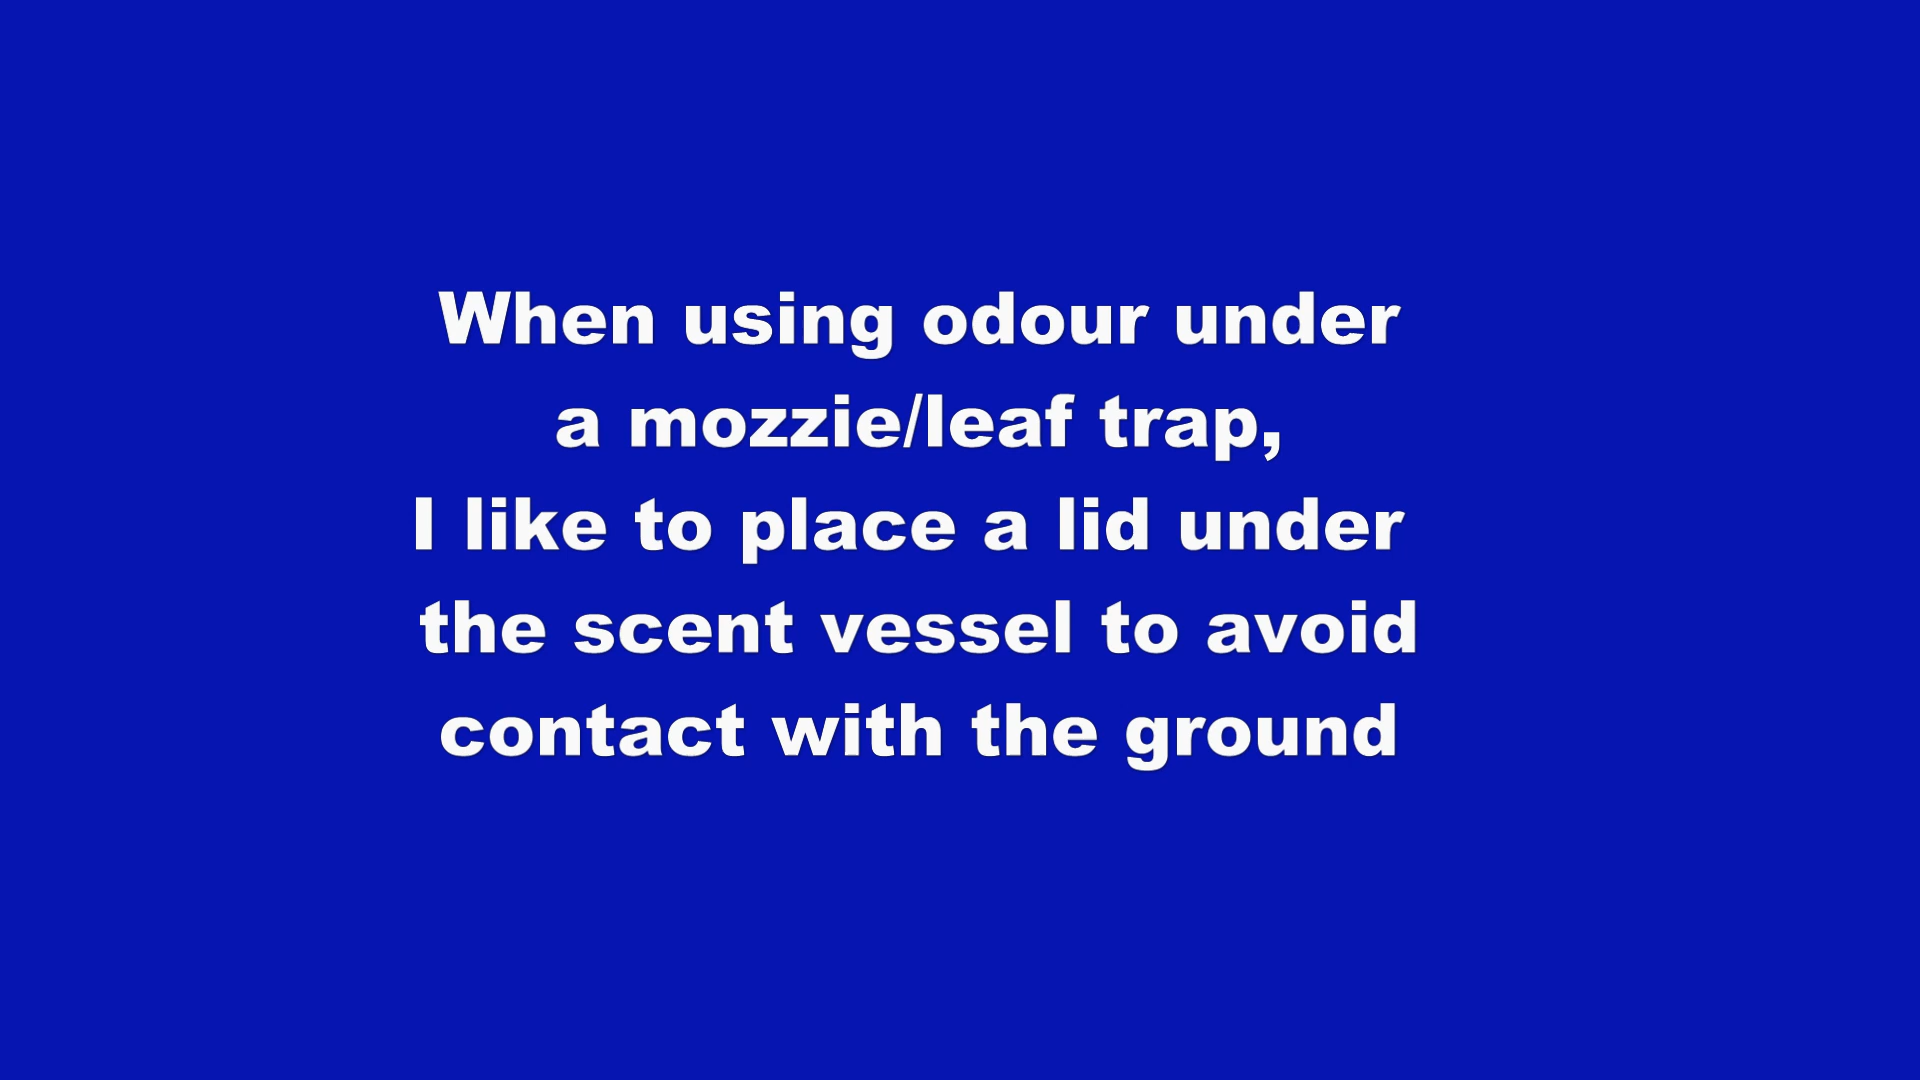 When using odour under
a mozzie/leaf trap,
I like to place a lid under
the scent vessel to avoid
contact with the ground